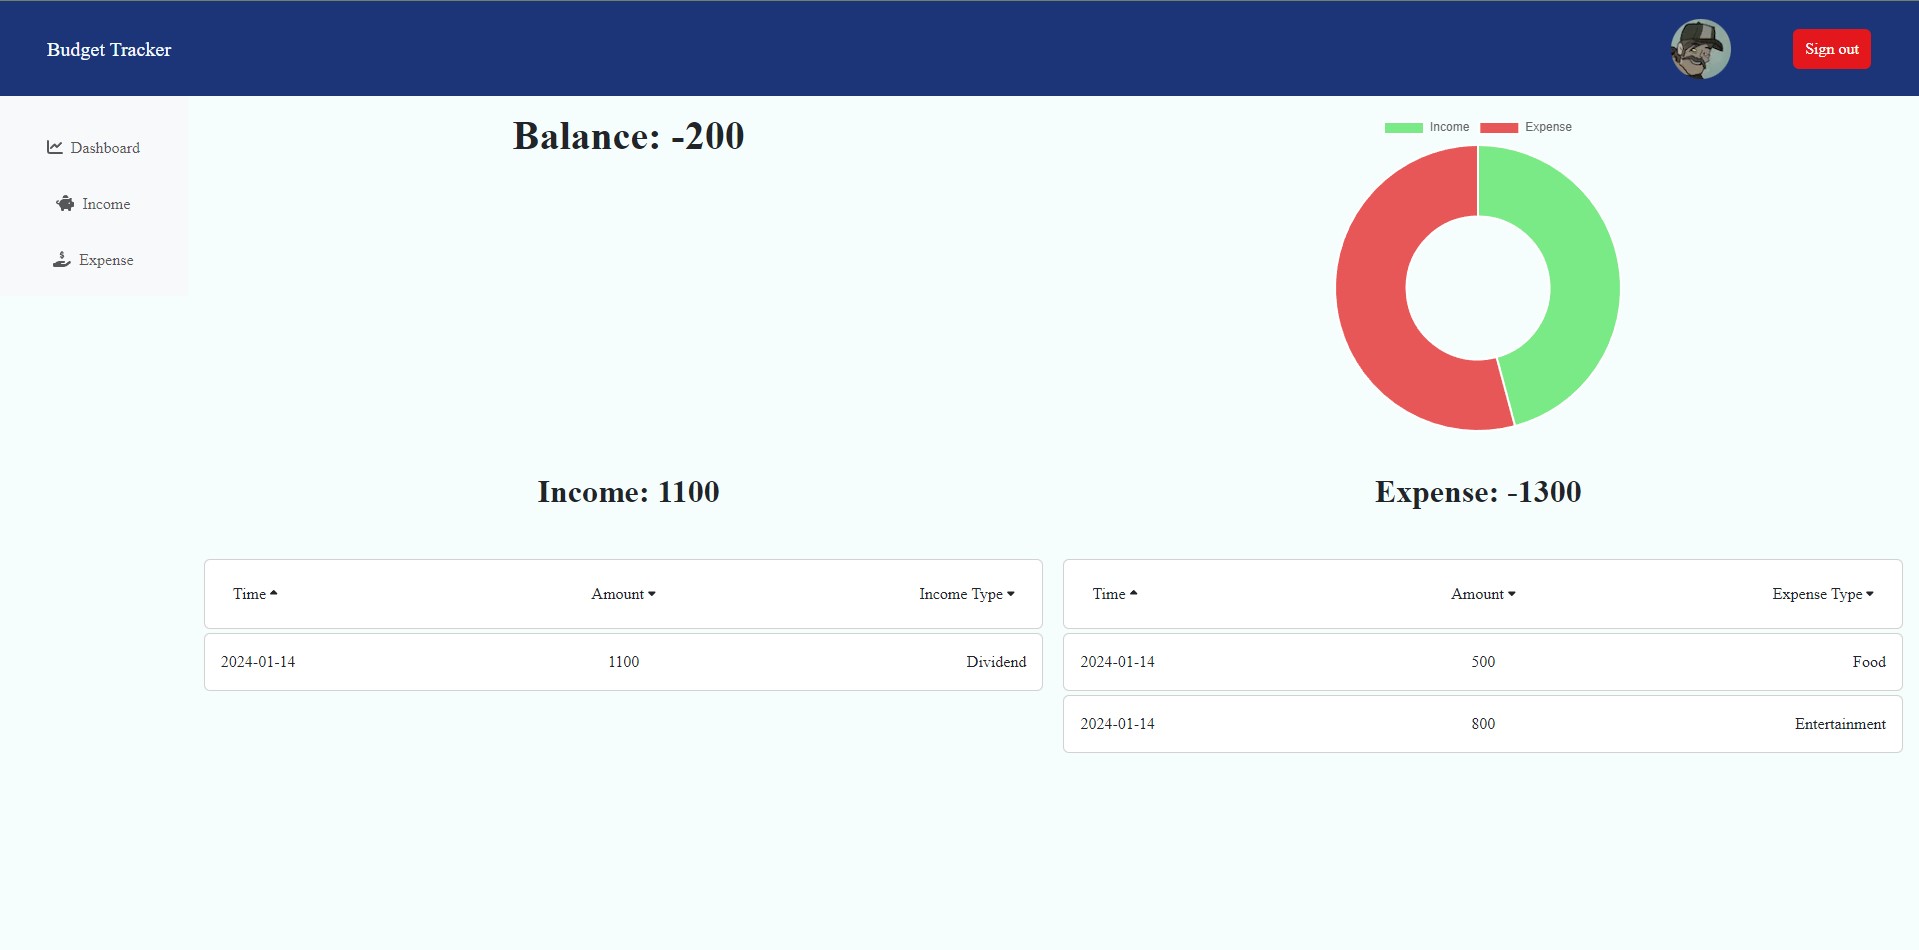 Budget Tracker
Sign out
Dashboard
Income
Expense
Balance: -200
Income Expense
Income: 1100
Expense: -1300
Time Amount Income Type
2024-01-14 1100 Dividend
Time Amount Expense Type
2024-01-14 500 Food
2024-01-14 800 Entertainment